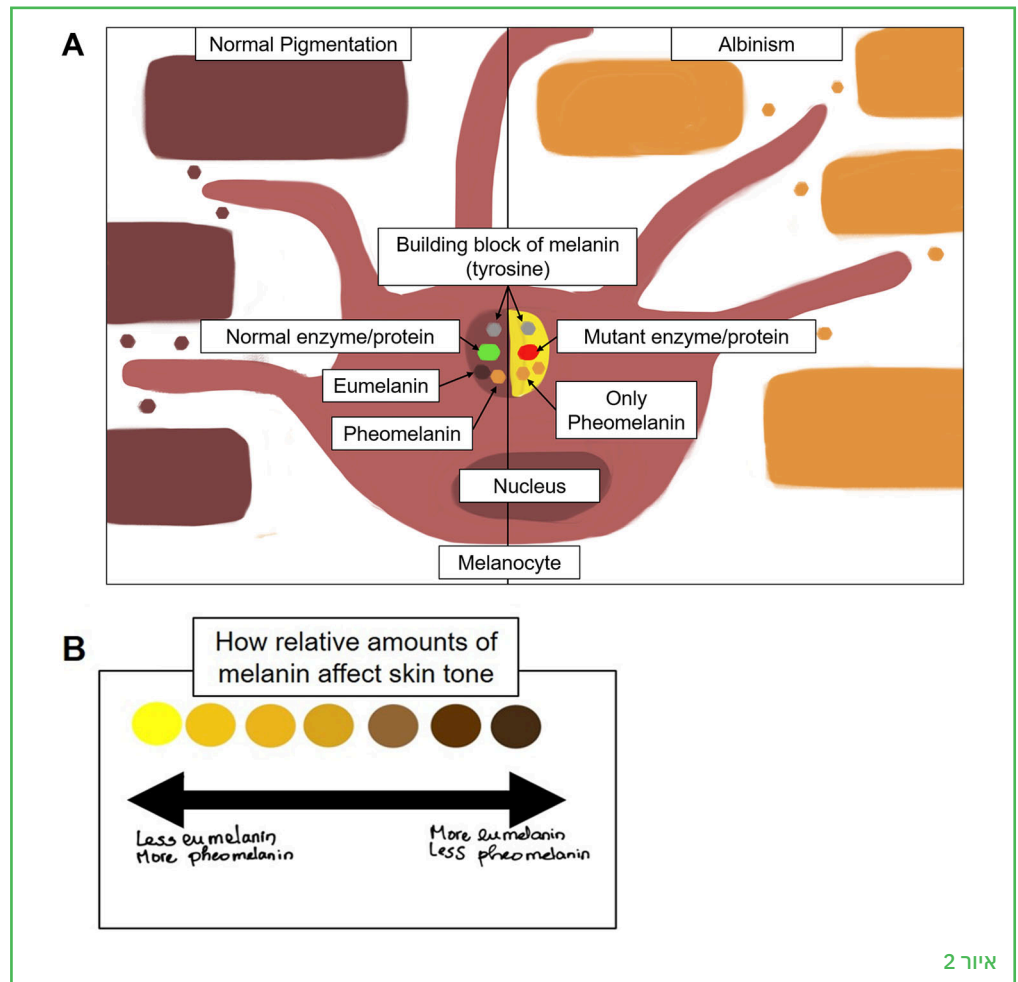 A
Normal Pigmentation
Albinism
Building block of melanin
(tyrosine)
Normal enzyme/protein
Mutant enzyme/protein
Eumelanin
Only
Pheomelanin
Pheomelanin
Nucleus
Melanocyte
B
How relative amounts of
melanin affect skin tone
Less eumelanin
More pheomelanin
More eumelanin
Less pheomelanin
איור 2